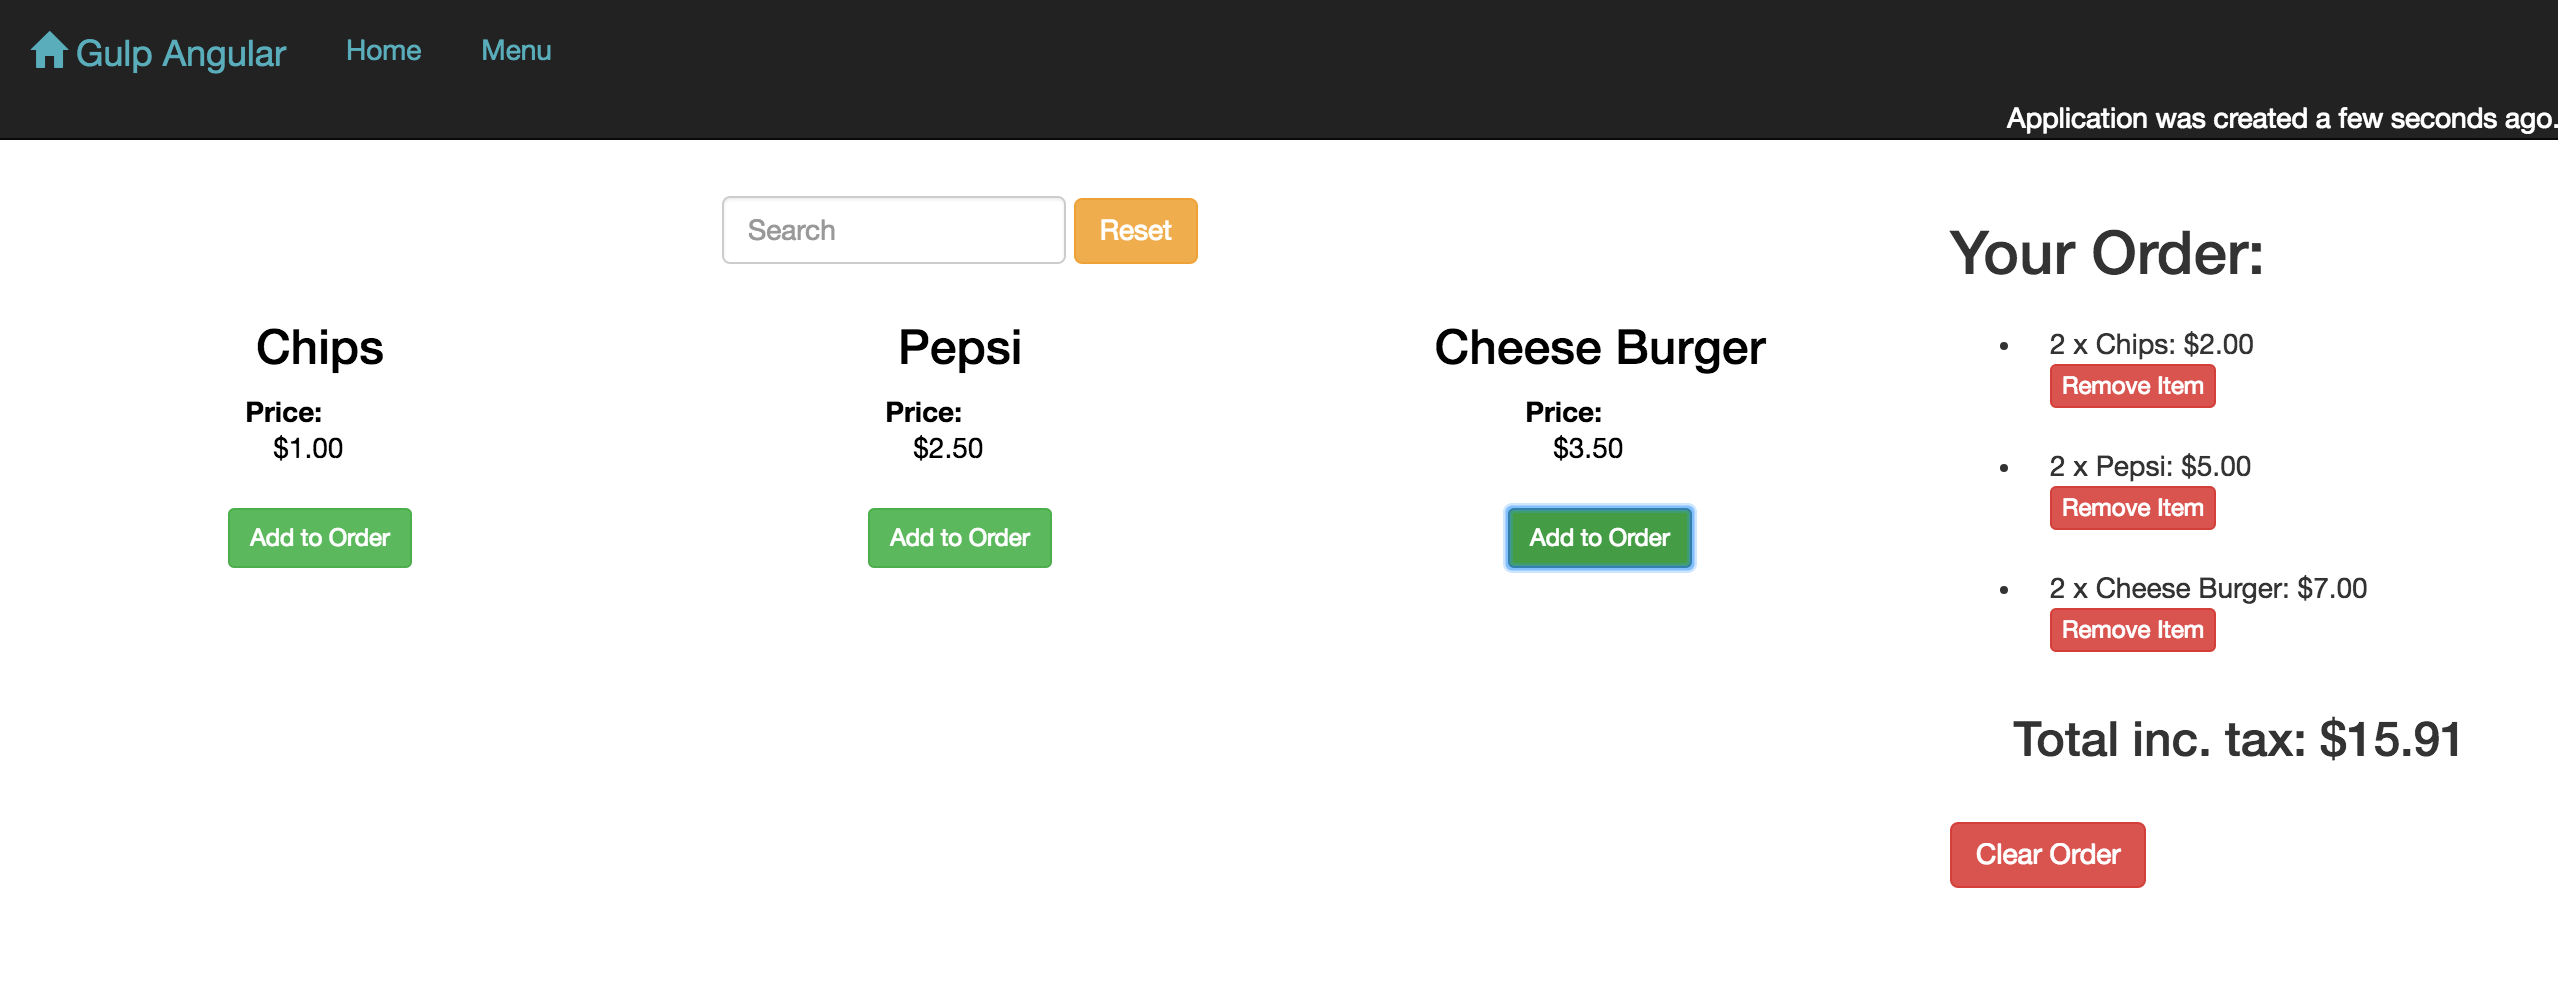 Gulp Angular Home Menu
Application was created a few seconds ago.
Search Reset
Chips
Price:
$1.00
Add to Order
Pepsi
Price:
$2.50
Add to Order
Cheese Burger
Price:
$3.50
Add to Order
Your Order:
2 x Chips: $2.00
Remove Item
2 x Pepsi: $5.00
Remove Item
2 x Cheese Burger: $7.00
Remove Item
Total inc. tax: $15.91
Clear Order